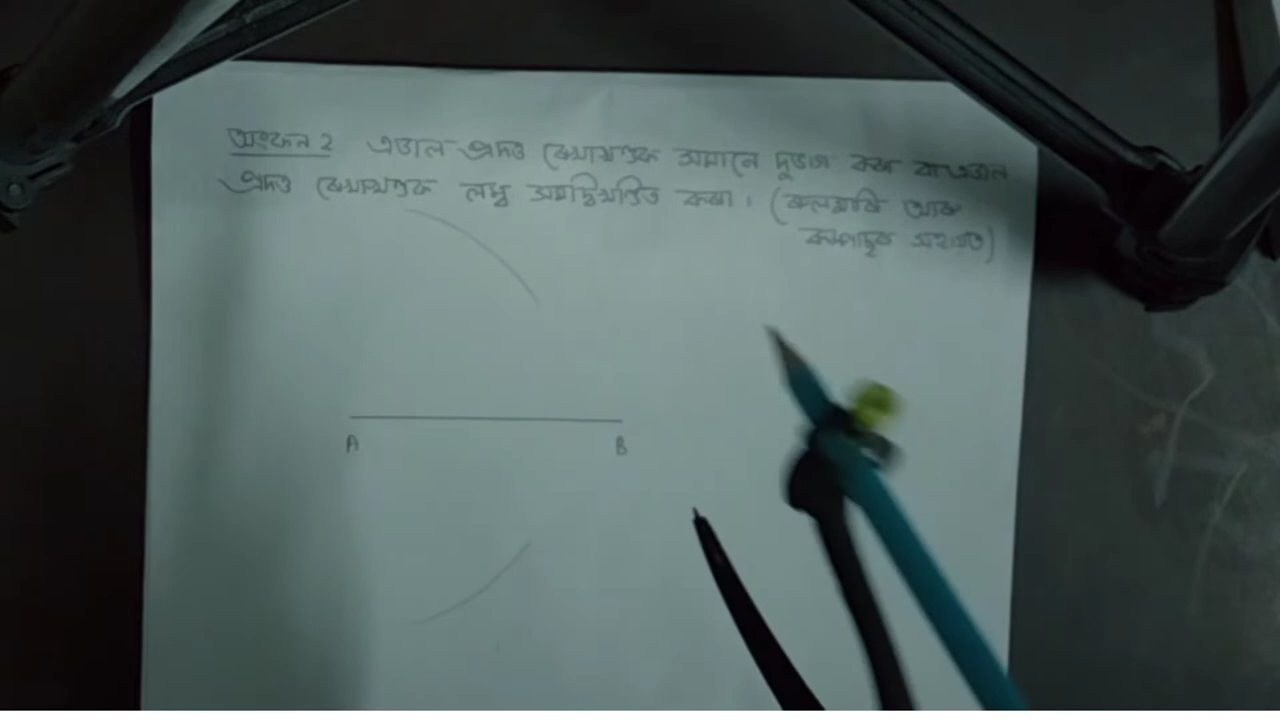 অংকন 2 এডাল প্ৰদত্ত ৰেখাখণ্ডক সমানে দুভাগ কৰা বা এডাল
প্ৰদত্ত ৰেখাখণ্ডক লম্ব সমদ্বিখণ্ডিত কৰা। (ৰুলমাৰি আৰু
কম্পাছৰ সহায়ত)
A B